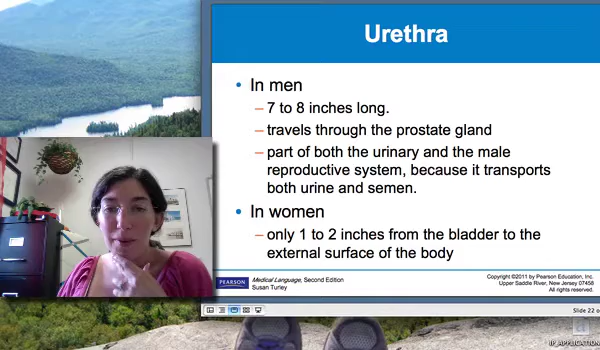 Urethra
• In men
– 7 to 8 inches long.
– travels through the prostate gland
– part of both the urinary and the male
reproductive system, because it transports
both urine and semen.
• In women
– only 1 to 2 inches from the bladder to the
external surface of the body
PEARSON
Medical Language, Second Edition
Susan Turley
Copyright ©2011 by Pearson Education, Inc.
Upper Saddle River, New Jersey 07458
All rights reserved.
Slide 22 o
IP_APPLICATION